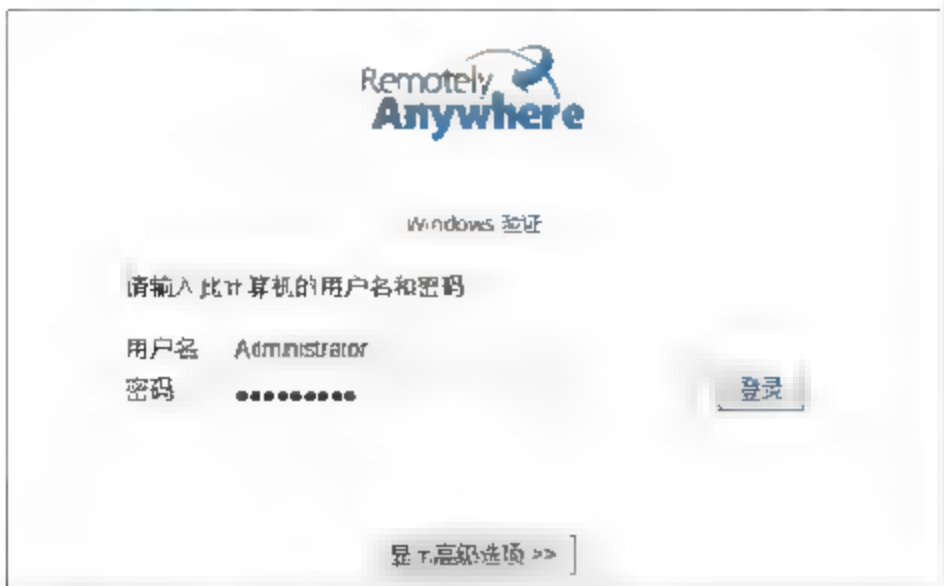 Remotely
Anywhere
Windows 验证
请输入此计算机的用户名和密码
用户名 Administrator
密码 •••••••••
登录
显示高级选项 >>